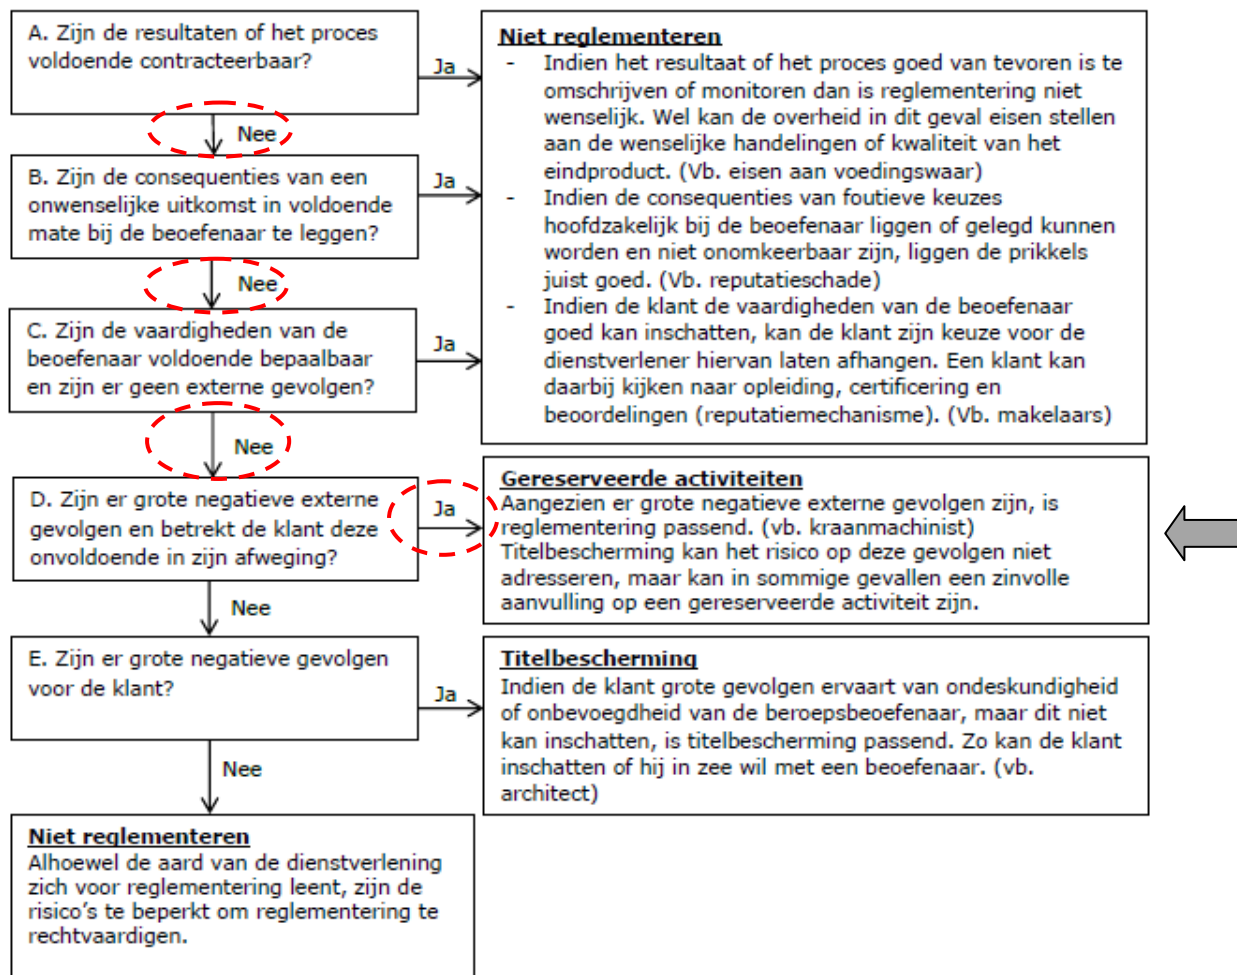 A. Zijn de resultaten of het proces
voldoende contracteerbaar?
Ja
Nee
Niet reglementeren
- Indien het resultaat of het proces goed van tevoren is te
omschrijven of monitoren dan is reglementering niet
wenselijk. Wel kan de overheid in dit geval eisen stellen
aan de wenselijke handelingen of kwaliteit van het
eindproduct. (Vb. eisen aan voedingswaar)
- Indien de consequenties van foutieve keuzes
hoofdzakelijk bij de beoefenaar liggen of gelegd kunnen
worden en niet onomkeerbaar zijn, liggen de prikkels
juist goed. (Vb. reputatieschade)
- Indien de klant de vaardigheden van de beoefenaar
goed kan inschatten, kan de klant zijn keuze voor de
dienstverlener hiervan laten afhangen. Een klant kan
daarbij kijken naar opleiding, certificering en
beoordelingen (reputatiemechanisme). (Vb. makelaars)
B. Zijn de consequenties van een
onwenselijke uitkomst in voldoende
mate bij de beoefenaar te leggen?
Ja
Nee
C. Zijn de vaardigheden van de
beoefenaar voldoende bepaalbaar
en zijn er geen externe gevolgen?
Ja
Nee
D. Zijn er grote negatieve externe
gevolgen en betrekt de klant deze
onvoldoende in zijn afweging?
Ja
Nee
Gereserveerde activiteiten
Aangezien er grote negatieve externe gevolgen zijn, is
reglementering passend. (vb. kraanmachinist)
Titelbescherming kan het risico op deze gevolgen niet
adresseren, maar kan in sommige gevallen een zinvolle
aanvulling op een gereserveerde activiteit zijn.
E. Zijn er grote negatieve gevolgen
voor de klant?
Ja
Nee
Titelbescherming
Indien de klant grote gevolgen ervaart van ondeskundigheid
of onbevoegdheid van de beroepsbeoefenaar, maar dit niet
kan inschatten, is titelbescherming passend. Zo kan de klant
inschatten of hij in zee wil met een beoefenaar. (vb.
architect)
Niet reglementeren
Alhoewel de aard van de dienstverlening
zich voor reglementering leent, zijn de
risico's te beperkt om reglementering te
rechtvaardigen.